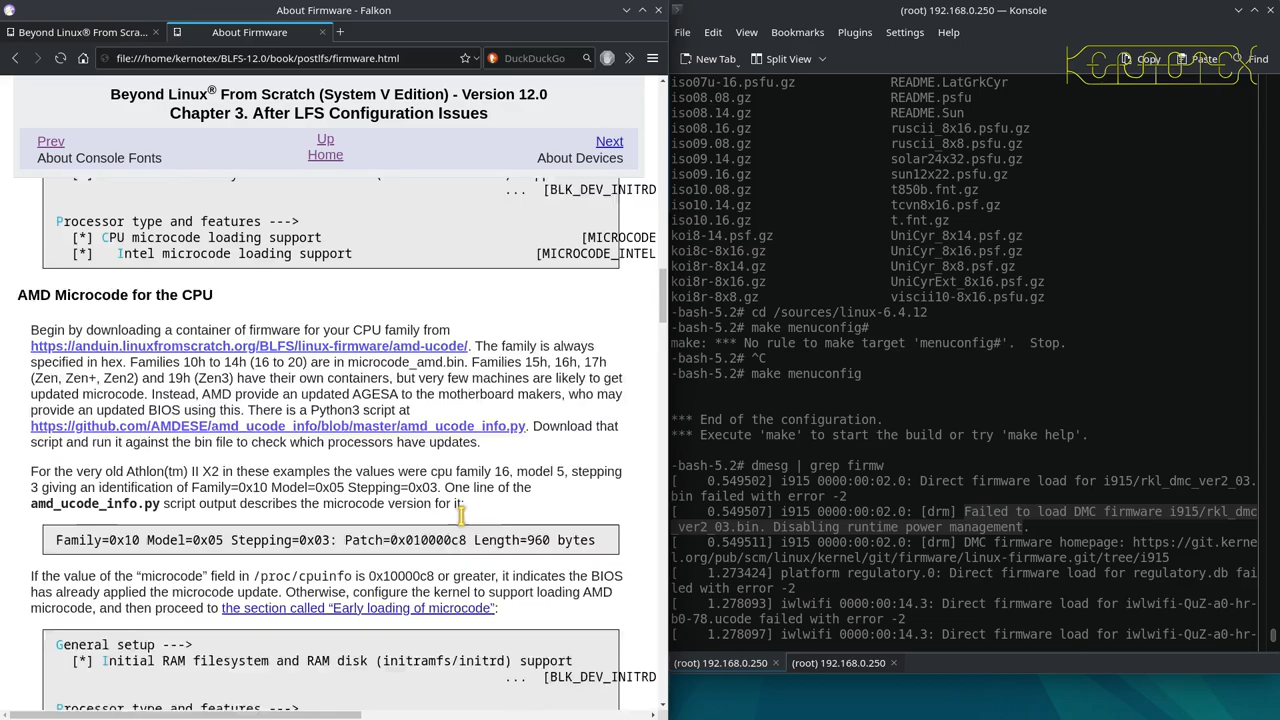 About Firmware - Falkon
Beyond Linux® From Scra...
About Firmware
file:///home/kernotex/BLFS-12.0/book/postlfs/firmware.html
DuckDuckGo
Beyond Linux® From Scratch (System V Edition) - Version 12.0
Chapter 3. After LFS Configuration Issues
Prev
Up
Next
About Console Fonts
Home
About Devices
... [BLK_DEV_INITRD
Processor type and features --->
[*] CPU microcode loading support [MICROCODE
[*] Intel microcode loading support [MICROCODE_INTEL
AMD Microcode for the CPU
Begin by downloading a container of firmware for your CPU family from
https://anduin.linuxfromscratch.org/BLFS/linux-firmware/amd-ucode/. The family is always
specified in hex. Families 10h to 14h (16 to 20) are in microcode_amd.bin. Families 15h, 16h, 17h
(Zen, Zen+, Zen2) and 19h (Zen3) have their own containers, but very few machines are likely to get
updated microcode. Instead, AMD provide an updated AGESA to the motherboard makers, who may
provide an updated BIOS using this. There is a Python3 script at
https://github.com/AMDESE/amd_ucode_info/blob/master/amd_ucode_info.py. Download that
script and run it against the bin file to check which processors have updates.
For the very old Athlon(tm) II X2 in these examples the values were cpu family 16, model 5, stepping
3 giving an identification of Family=0x10 Model=0x05 Stepping=0x03. One line of the
amd_ucode_info.py script output describes the microcode version for it:
Family=0x10 Model=0x05 Stepping=0x03: Patch=0x010000c8 Length=960 bytes
If the value of the “microcode” field in /proc/cpuinfo is 0x10000c8 or greater, it indicates the BIOS
has already applied the microcode update. Otherwise, configure the kernel to support loading AMD
microcode, and then proceed to the section called “Early loading of microcode”:
General setup --->
[*] Initial RAM filesystem and RAM disk (initramfs/initrd) support
... [BLK_DEV_INITRD
Processor type and features --->
(root) 192.168.0.250 — Konsole
File Edit View Bookmarks Plugins Settings Help
New Tab Split View Copy Paste Find
Kernotex
iso07u-16.psfu.gz README.LatGrkCyr
iso08.08.gz README.psfu
iso08.14.gz README.Sun
iso08.16.gz ruscii_8x16.psfu.gz
iso09.08.gz ruscii_8x8.psfu.gz
iso09.14.gz solar24x32.psfu.gz
iso09.16.gz sun12x22.psfu.gz
iso10.08.gz t850b.fnt.gz
iso10.14.gz tcvn8x16.psf.gz
iso10.16.gz t.fnt.gz
koi8-14.psf.gz UniCyr_8x14.psf.gz
koi8c-8x16.gz UniCyr_8x16.psf.gz
koi8r-8x14.gz UniCyr_8x8.psf.gz
koi8r-8x16.gz UniCyrExt_8x16.psf.gz
koi8r-8x8.gz viscii10-8x16.psfu.gz
-bash-5.2# cd /sources/linux-6.4.12
-bash-5.2# make menuconfig#
make: *** No rule to make target 'menuconfig#'. Stop.
-bash-5.2# ^C
-bash-5.2# make menuconfig
*** End of the configuration.
*** Execute 'make' to start the build or try 'make help'.
-bash-5.2# dmesg | grep firmw
[ 0.549502] i915 0000:00:02.0: Direct firmware load for i915/rkl_dmc_ver2_03.
bin failed with error -2
[ 0.549507] i915 0000:00:02.0: [drm] Failed to load DMC firmware i915/rkl_dmc
_ver2_03.bin. Disabling runtime power management.
[ 0.549511] i915 0000:00:02.0: [drm] DMC firmware homepage: https://git.kerne
l.org/pub/scm/linux/kernel/git/firmware/linux-firmware.git/tree/i915
[ 1.273424] platform regulatory.0: Direct firmware load for regulatory.db fai
led with error -2
[ 1.278093] iwlwifi 0000:00:14.3: Direct firmware load for iwlwifi-QuZ-a0-hr-
b0-78.ucode failed with error -2
[ 1.278097] iwlwifi 0000:00:14.3: Direct firmware load for iwlwifi-QuZ-a0-hr-
(root) 192.168.0.250
(root) 192.168.0.250